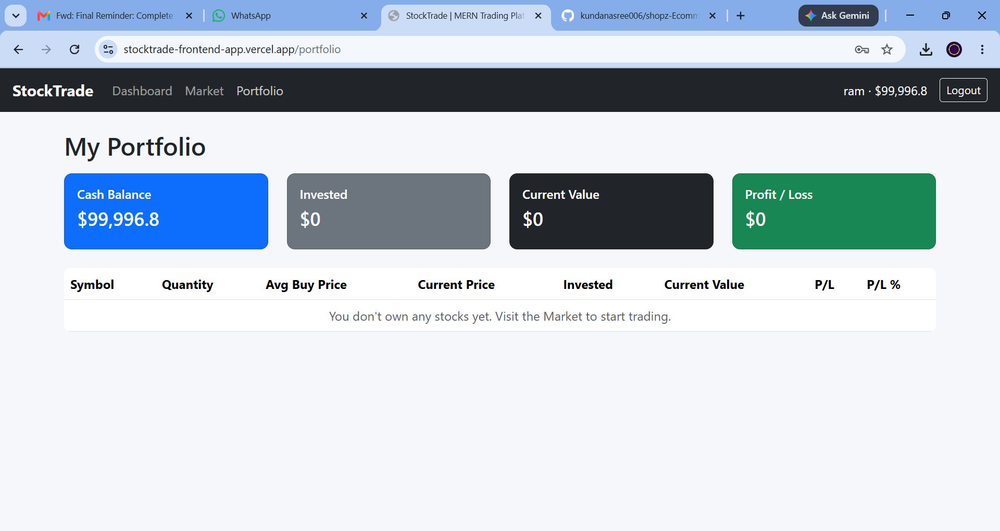 Fwd: Final Reminder: Complete
WhatsApp
StockTrade | MERN Trading Plat
kundanasree006/shopz-Ecomm
Ask Gemini
stocktrade-frontend-app.vercel.app/portfolio
StockTrade Dashboard Market Portfolio ram · $99,996.8 Logout
My Portfolio
Cash Balance
$99,996.8
Invested
$0
Current Value
$0
Profit / Loss
$0
Symbol Quantity Avg Buy Price Current Price Invested Current Value P/L P/L %
You don't own any stocks yet. Visit the Market to start trading.